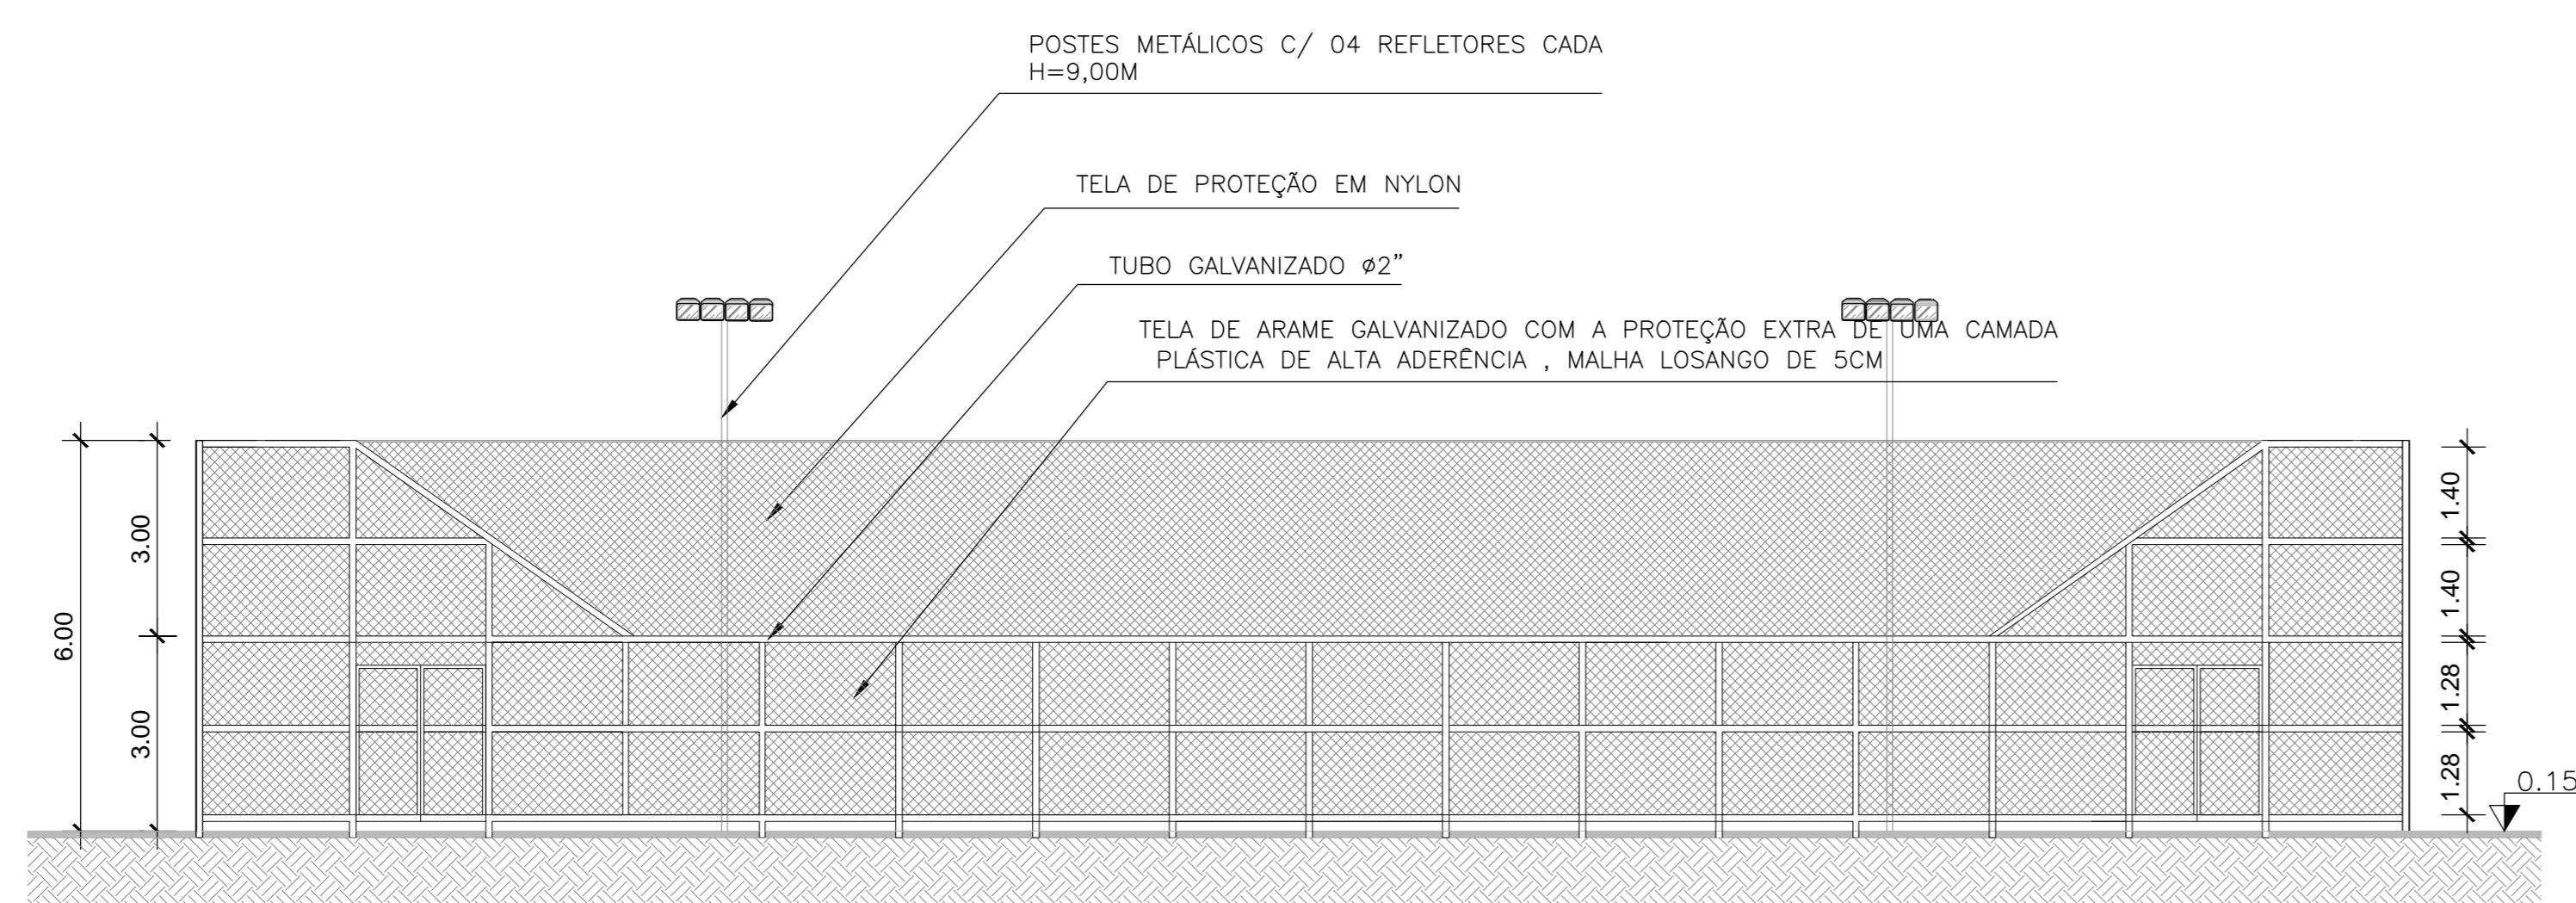 POSTES METÁLICOS C/ 04 REFLETORES CADA
H=9,00M
TELA DE PROTEÇÃO EM NYLON
TUBO GALVANIZADO ø2"
TELA DE ARAME GALVANIZADO COM A PROTEÇÃO EXTRA DE UMA CAMADA
PLÁSTICA DE ALTA ADERÊNCIA , MALHA LOSANGO DE 5CM
6.00
3.00
3.00
1.40
1.40
1.28
1.28
0.15